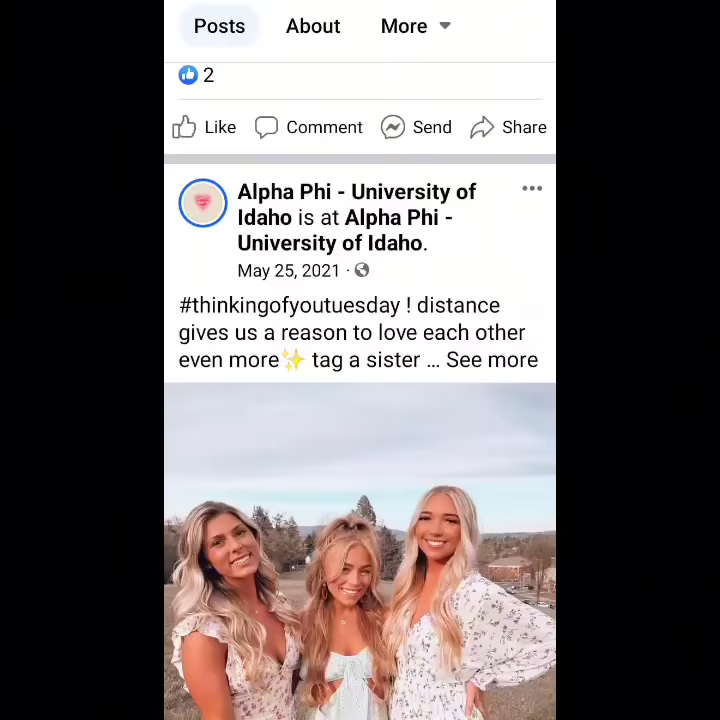 Posts About More
2
Like Comment Send Share
Alpha Phi - University of
Idaho is at Alpha Phi -
University of Idaho.
May 25, 2021 ·
#thinkingofyoutuesday ! distance
gives us a reason to love each other
even more✨ tag a sister ... See more